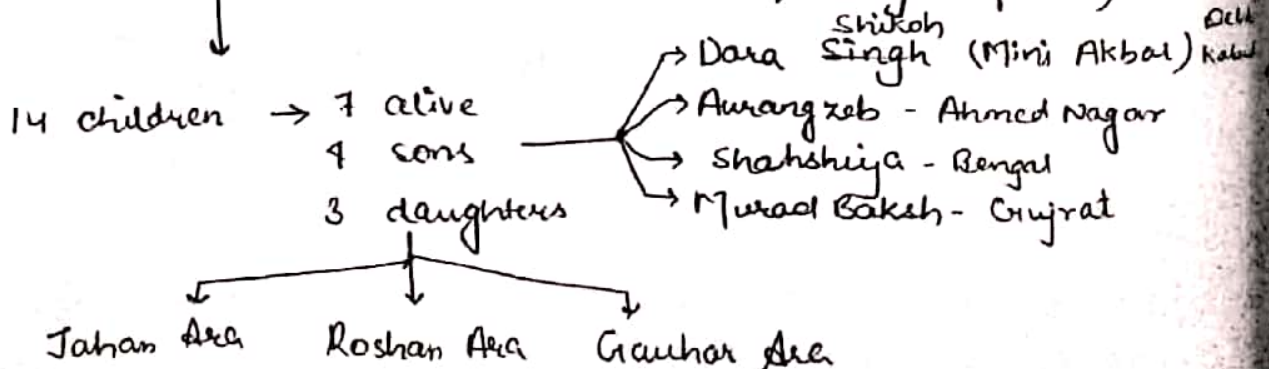 Shikoh
Dara Singh (Mini Akbar)
14 children → 7 alive
4 sons
3 daughters
Aurangzeb - Ahmed Nagar
Shahshiya - Bengal
Murad Baksh - Gujrat
Jahan Ara
Roshan Ara
Gauhar Ara